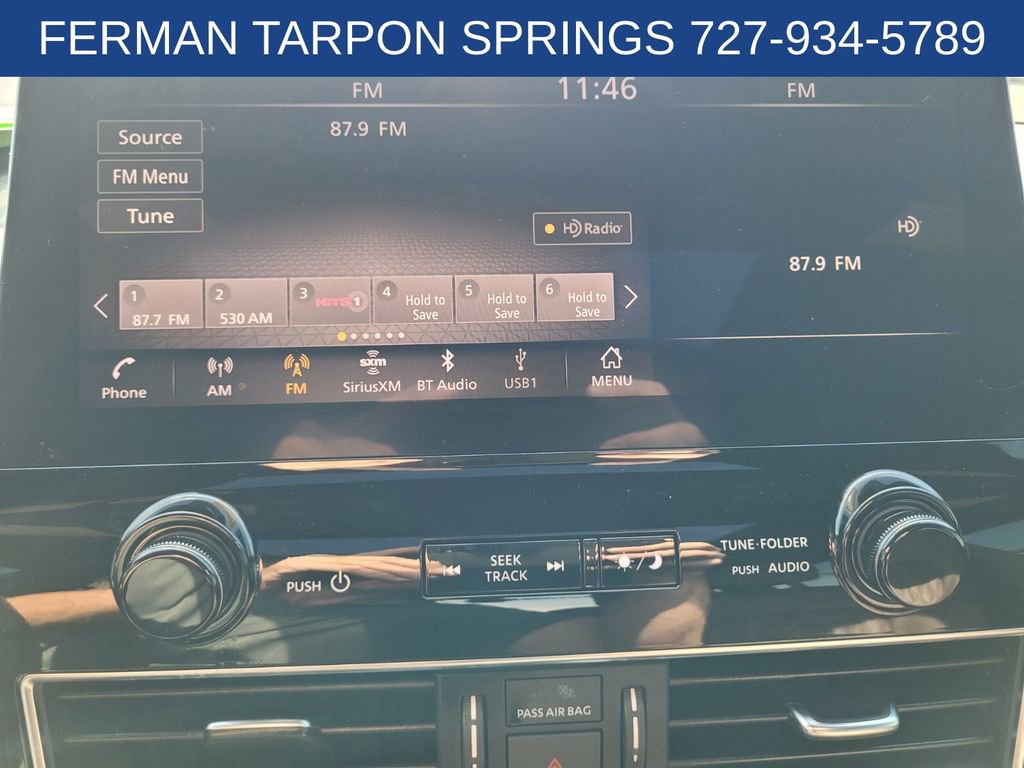 FERMAN TARPON SPRINGS 727-934-5789
FM
11:46
FM
87.9 FM
Source
FM Menu
Tune
HD Radio
HD
87.9 FM
1
87.7 FM
2
530 AM
3
HITS 1
4
Hold to
Save
5
Hold to
Save
6
Hold to
Save
Phone
AM
FM
sxm
SiriusXM
BT Audio
USB1
MENU
PUSH
SEEK
TRACK
TUNE·FOLDER
PUSH AUDIO
PASS AIR BAG